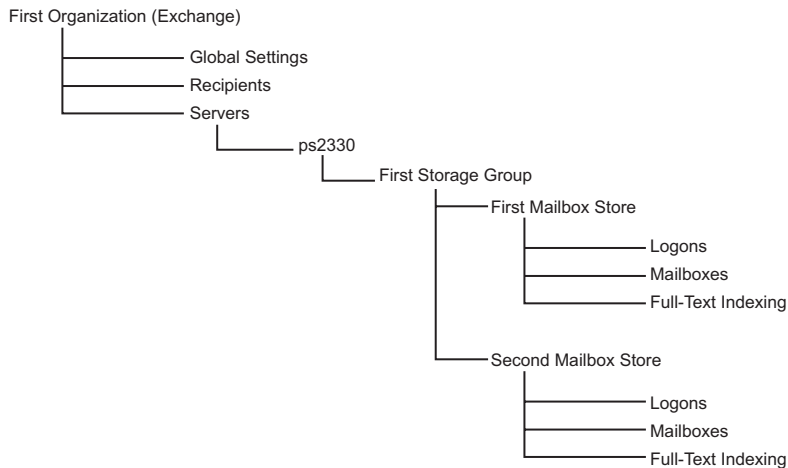 First Organization (Exchange)
Global Settings
Recipients
Servers
ps2330
First Storage Group
First Mailbox Store
Logons
Mailboxes
Full-Text Indexing
Second Mailbox Store
Logons
Mailboxes
Full-Text Indexing